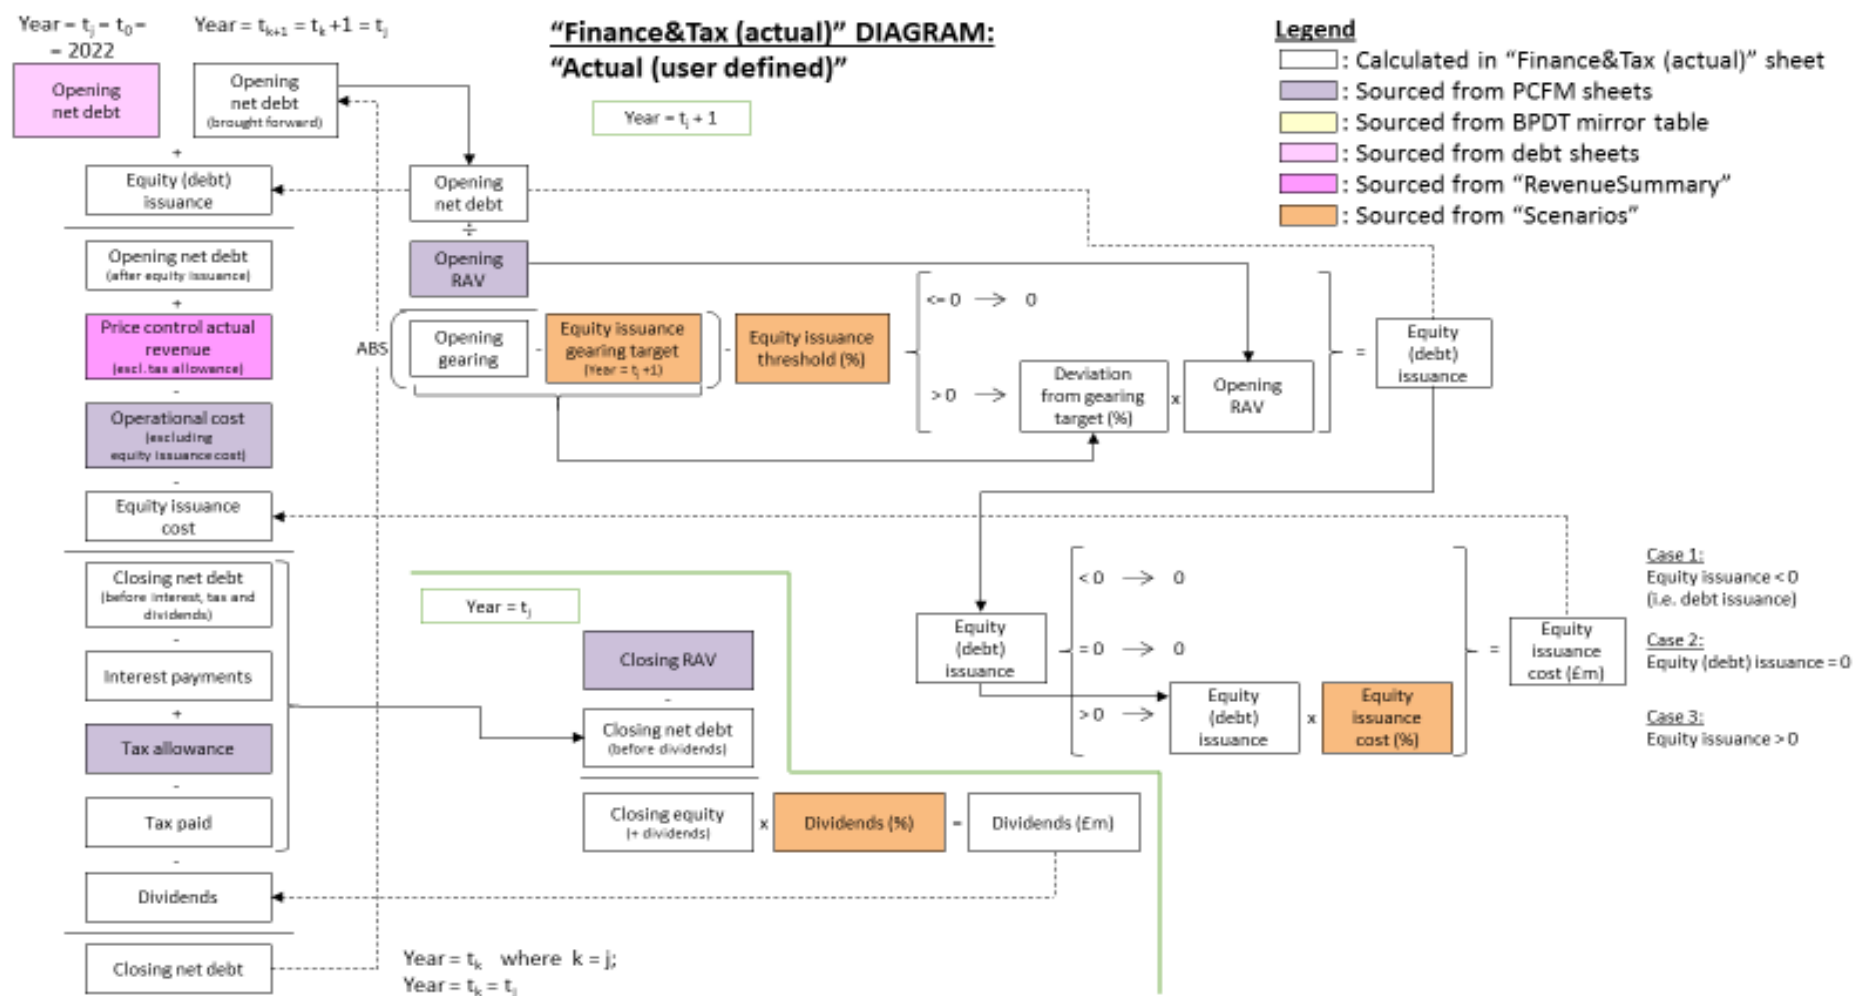 Year = tj = t0 =
= 2022
Year = tk+1 = tk +1 = tj
“Finance&Tax (actual)” DIAGRAM:
“Actual (user defined)”
Legend
: Calculated in “Finance&Tax (actual)” sheet
: Sourced from PCFM sheets
: Sourced from BPDT mirror table
: Sourced from debt sheets
: Sourced from “RevenueSummary”
: Sourced from “Scenarios”
Opening
net debt
Opening
net debt
(brought forward)
Year = tj + 1
+
Equity (debt)
issuance
Opening
net debt
÷
Opening net debt
(after equity issuance)
Opening
RAV
+
Price control actual
revenue
(excl. tax allowance)
ABS
Opening
gearing
-
Equity issuance
gearing target
(Year = tj +1)
-
Equity issuance
threshold (%)
<= 0 → 0
> 0 →
Deviation
from gearing
target (%)
x
Opening
RAV
=
Equity
(debt)
issuance
-
Operational cost
(excluding
equity issuance cost)
-
Equity issuance
cost
Closing net debt
(before interest, tax and
dividends)
-
Interest payments
+
Tax allowance
-
Tax paid
-
Dividends
Closing net debt
Year = tj
Closing RAV
-
Closing net debt
(before dividends)
Closing equity
(+ dividends)
x
Dividends (%)
=
Dividends (£m)
Equity
(debt)
issuance
< 0 → 0
= 0 → 0
> 0 →
Equity
(debt)
issuance
x
Equity
issuance
cost (%)
=
Equity
issuance
cost (£m)
Case 1:
Equity issuance < 0
(i.e. debt issuance)
Case 2:
Equity (debt) issuance = 0
Case 3:
Equity issuance > 0
Year = tk where k = j;
Year = tk = tj